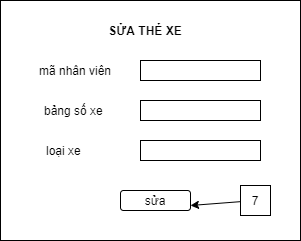 SỬA THẺ XE
mã nhân viên
bảng số xe
loại xe
sửa
7